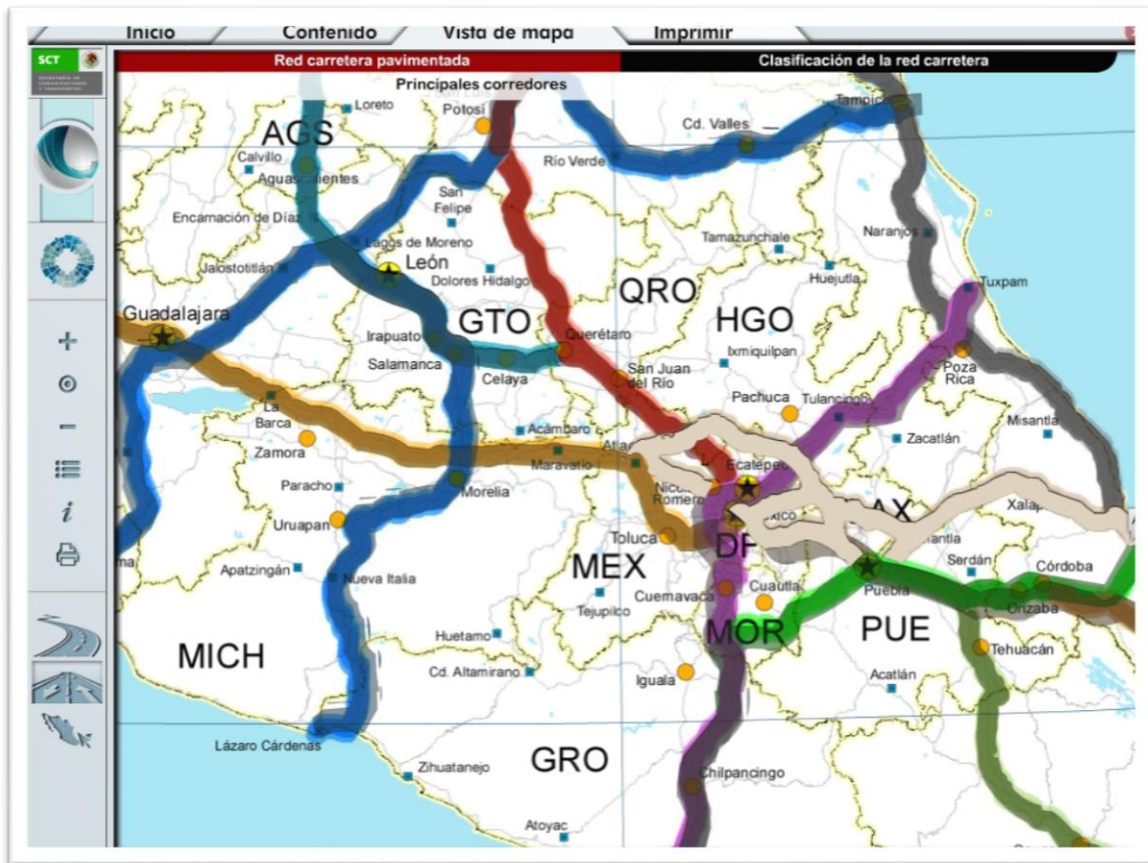 Inicio
Contenido
Vista de mapa
Imprimir
SCT
Red carretera pavimentada
Clasificación de la red carretera
Principales corredores
Potosí
Loreto
AGS
Calvillo
Aguascalientes
Encarnación de Díaz
Lagos de Moreno
Jalostotitlán
San
Felipe
León
Dolores Hidalgo
Río Verde
Cd. Valles
Tampico
Naranjos
Tamazunchale
Huejutla
Tuxpam
QRO
HGO
GTO
Guadalajara
Irapuato
Salamanca
Celaya
Querétaro
San Juan
del Río
Ixmiquilpan
Pachuca
Tulancingo
Poza
Rica
Zacatlán
Misantla
La
Barca
Zamora
Acámbaro
Maravatío
Paracho
Morelia
Uruapan
Apatzingán
Nueva Italia
Ecatepec
Romero
Toluca
DF
MEX
Tejupilco
Cuernavaca
Cuautla
MOR
Puebla
PUE
Serdán
Córdoba
Orizaba
Tehuacán
Acatlán
MICH
Huetamo
Cd. Altamirano
Iguala
Lázaro Cárdenas
Zihuatanejo
GRO
Chilpancingo
Atoyac